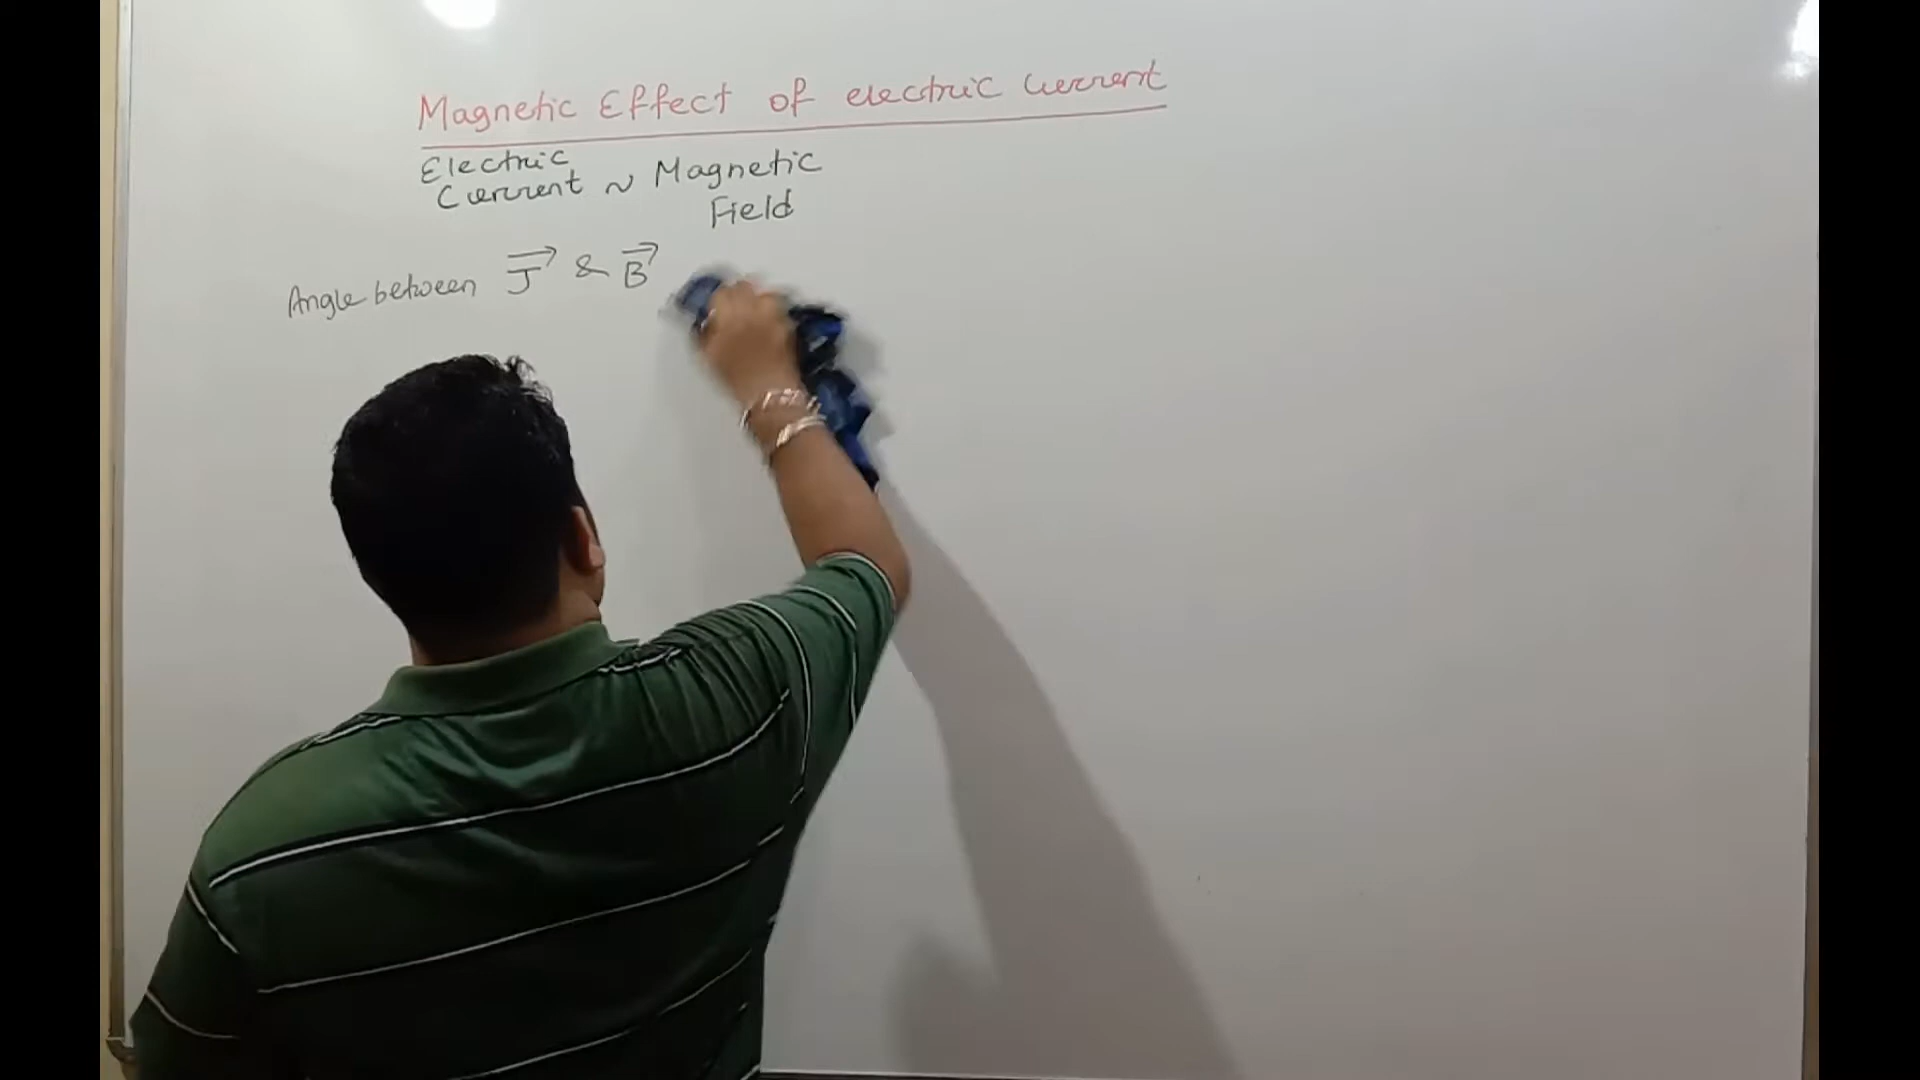 Magnetic Effect of electric Current
Electric
Current ~ Magnetic
Field
Angle between J⃗ & B⃗